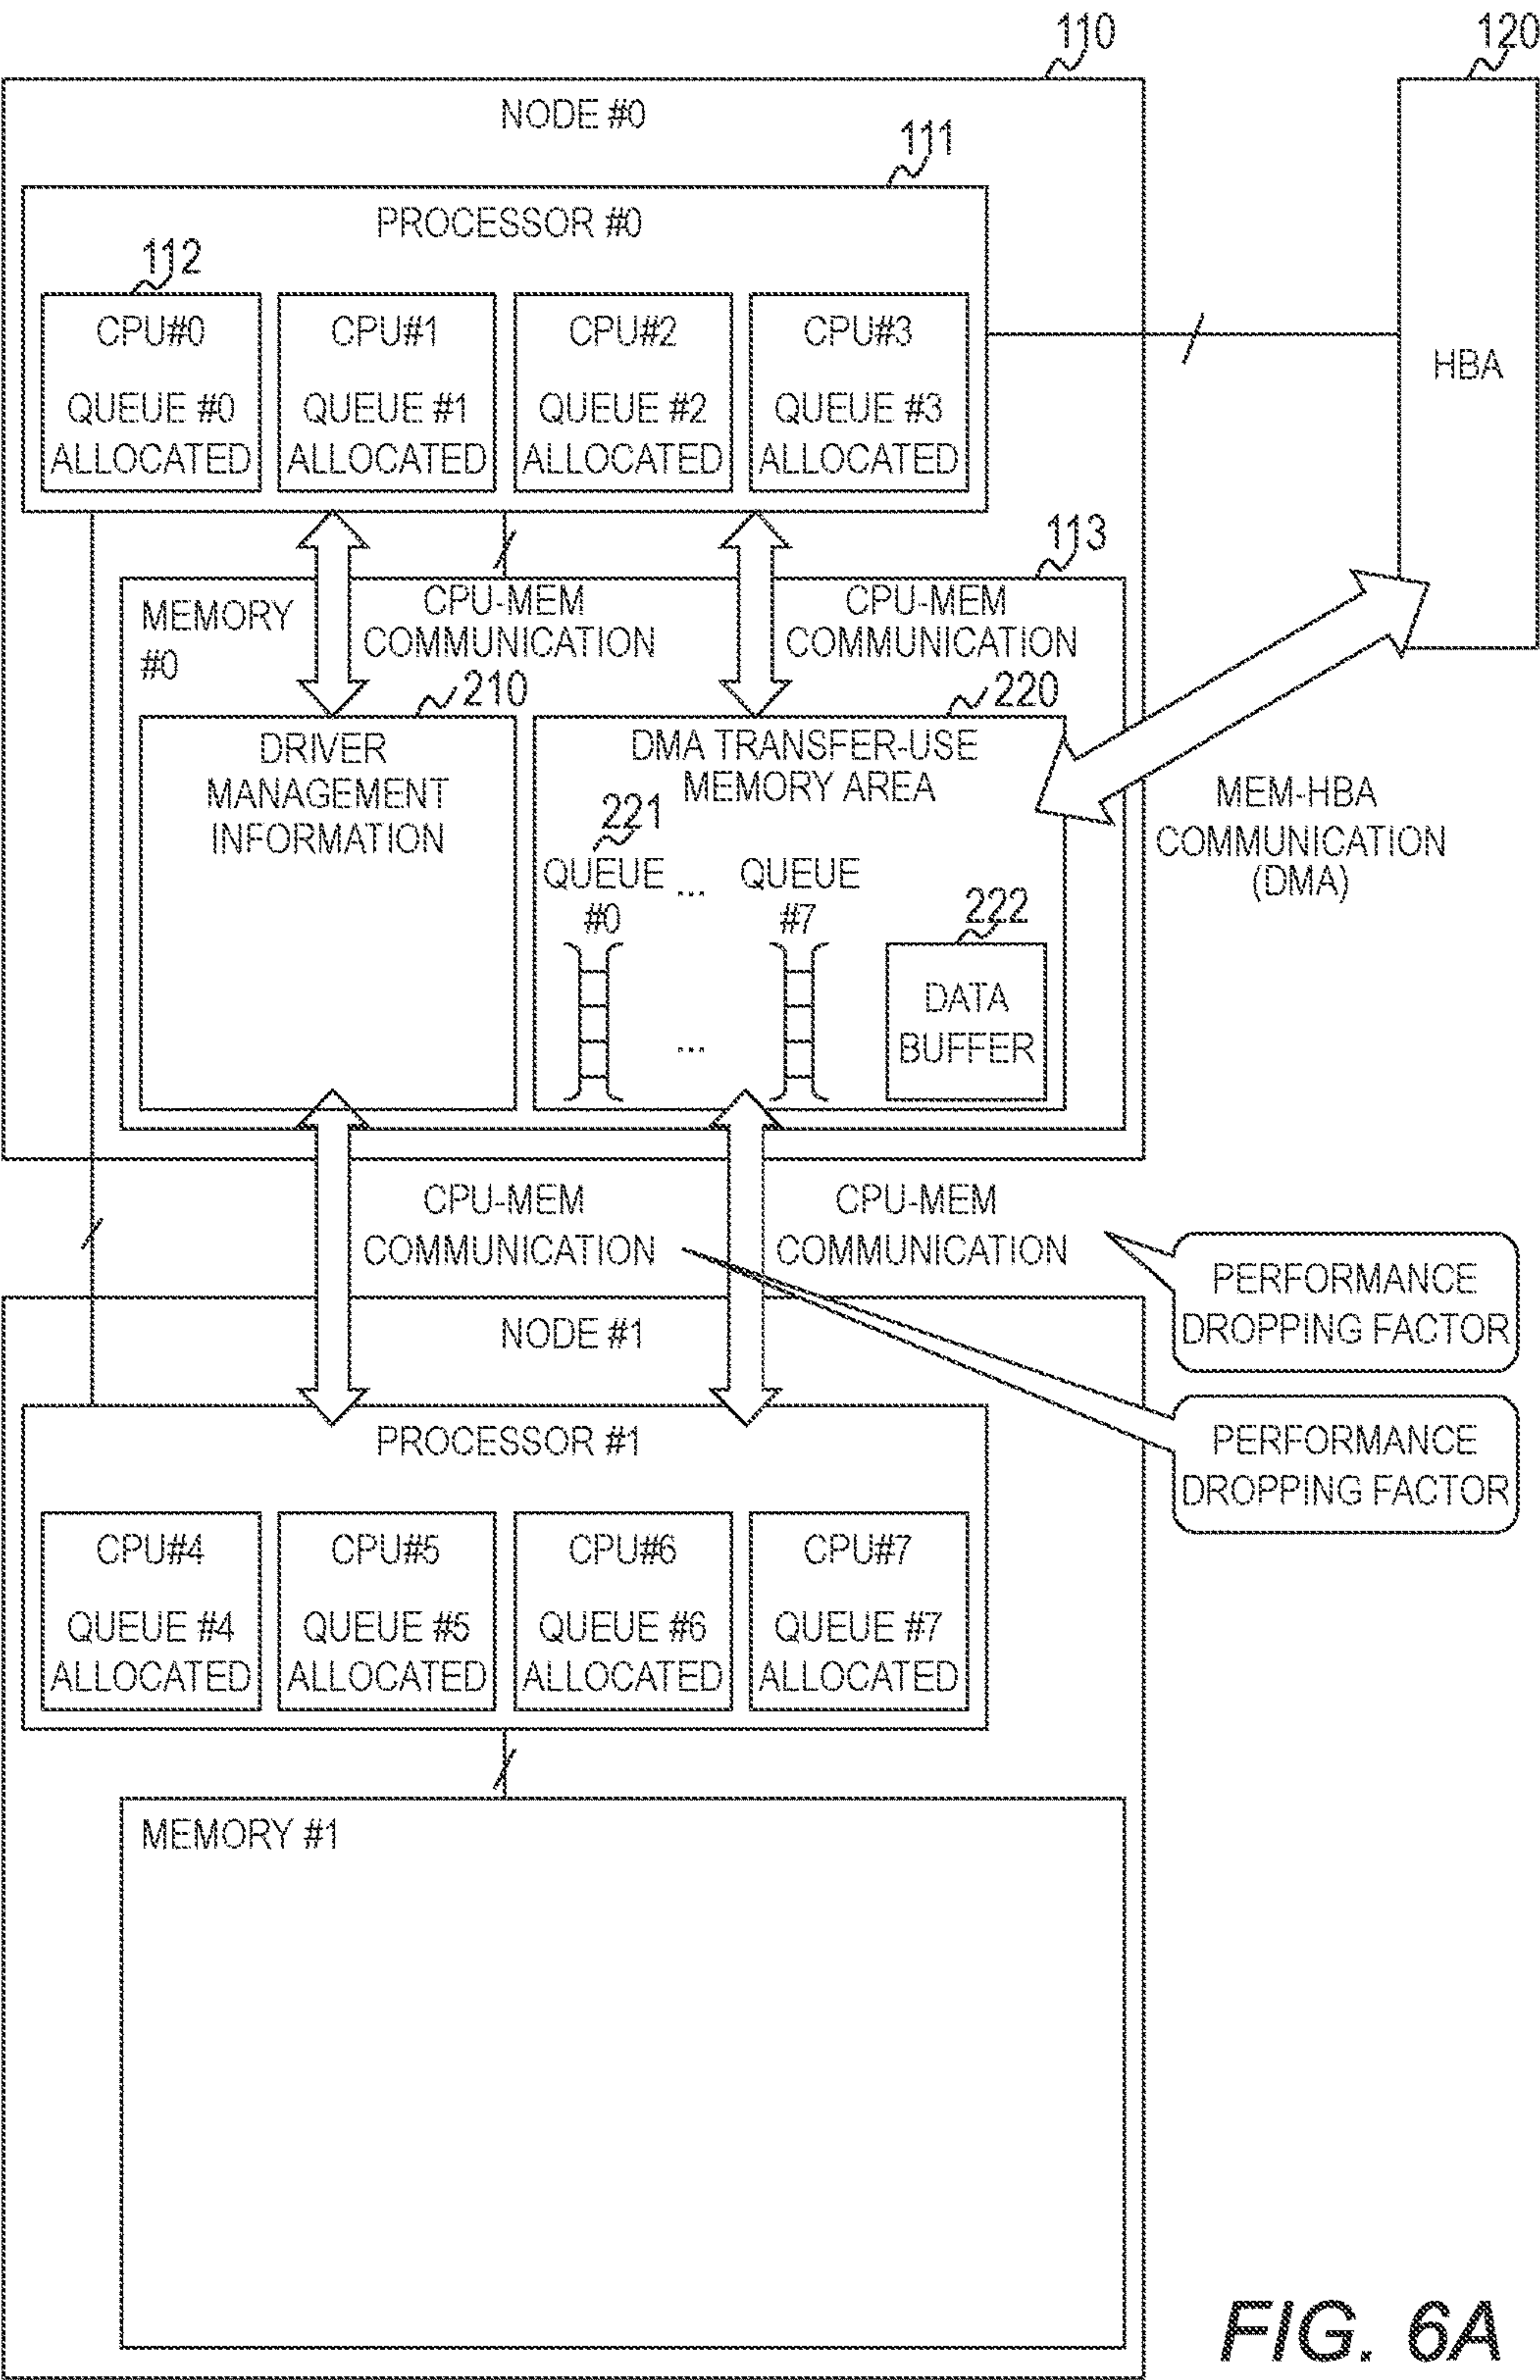 110
120
NODE #0
111
PROCESSOR #0
112
CPU#0
QUEUE #0
ALLOCATED
CPU#1
QUEUE #1
ALLOCATED
CPU#2
QUEUE #2
ALLOCATED
CPU#3
QUEUE #3
ALLOCATED
HBA
113
MEMORY
#0
CPU-MEM
COMMUNICATION
CPU-MEM
COMMUNICATION
210
220
DRIVER
MANAGEMENT
INFORMATION
DMA TRANSFER-USE
MEMORY AREA
221
QUEUE
#0
...
QUEUE
#7
222
...
DATA
BUFFER
MEM-HBA
COMMUNICATION
(DMA)
CPU-MEM
COMMUNICATION
CPU-MEM
COMMUNICATION
PERFORMANCE
DROPPING FACTOR
NODE #1
PERFORMANCE
DROPPING FACTOR
PROCESSOR #1
CPU#4
QUEUE #4
ALLOCATED
CPU#5
QUEUE #5
ALLOCATED
CPU#6
QUEUE #6
ALLOCATED
CPU#7
QUEUE #7
ALLOCATED
MEMORY #1
FIG. 6A